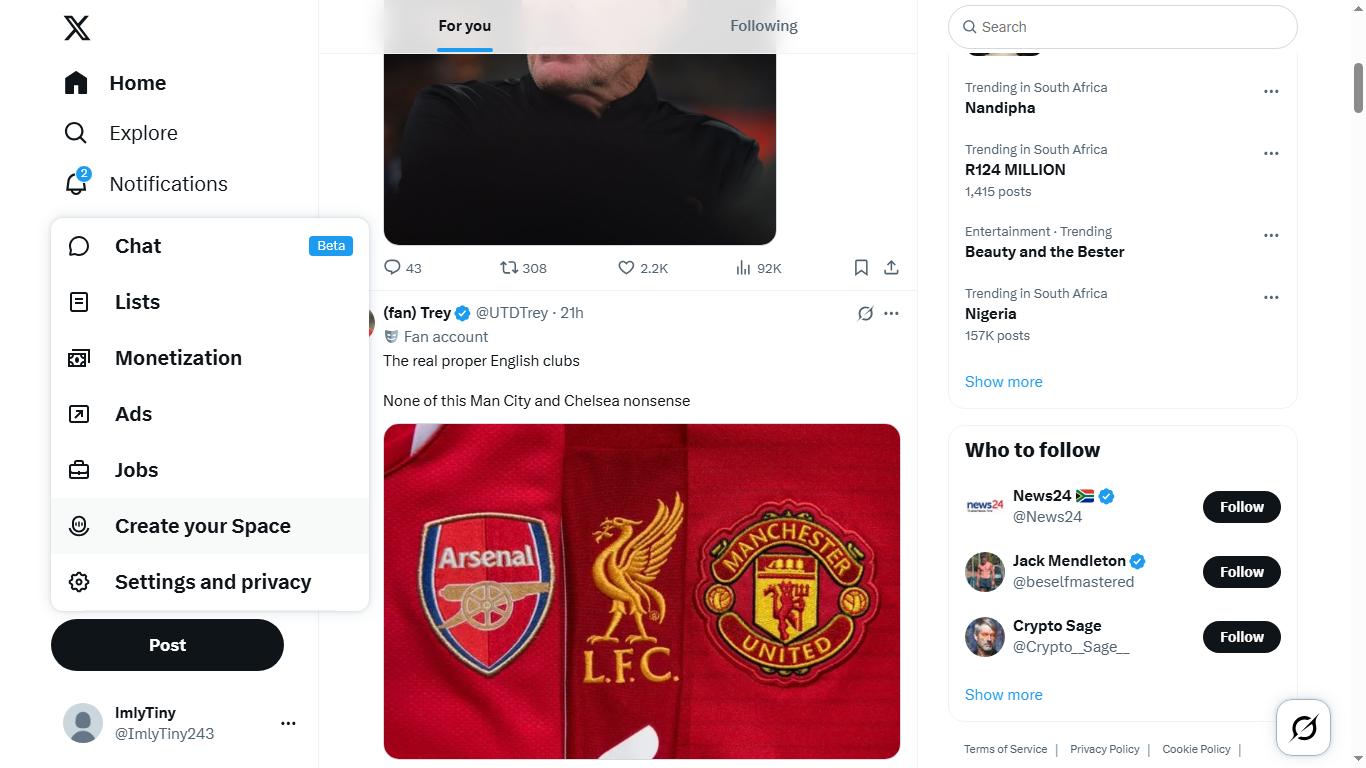 Home
Explore
2
Notifications
Chat
Beta
Lists
Monetization
Ads
Jobs
Create your Space
Settings and privacy
Post
ImlyTiny
@ImlyTiny243
For you
Following
43
308
2.2K
92K
(fan) Trey @UTDTrey · 21h
Fan account
The real proper English clubs
None of this Man City and Chelsea nonsense
Arsenal
L.F.C.
®
MANCHESTER
UNITED
Search
Trending in South Africa
Nandipha
Trending in South Africa
R124 MILLION
1,415 posts
Entertainment · Trending
Beauty and the Bester
Trending in South Africa
Nigeria
157K posts
Show more
Who to follow
news24
News24
@News24
Follow
Jack Mendleton
@beselfmastered
Follow
Crypto Sage
@Crypto__Sage__
Follow
Show more
Terms of Service | Privacy Policy | Cookie Policy |